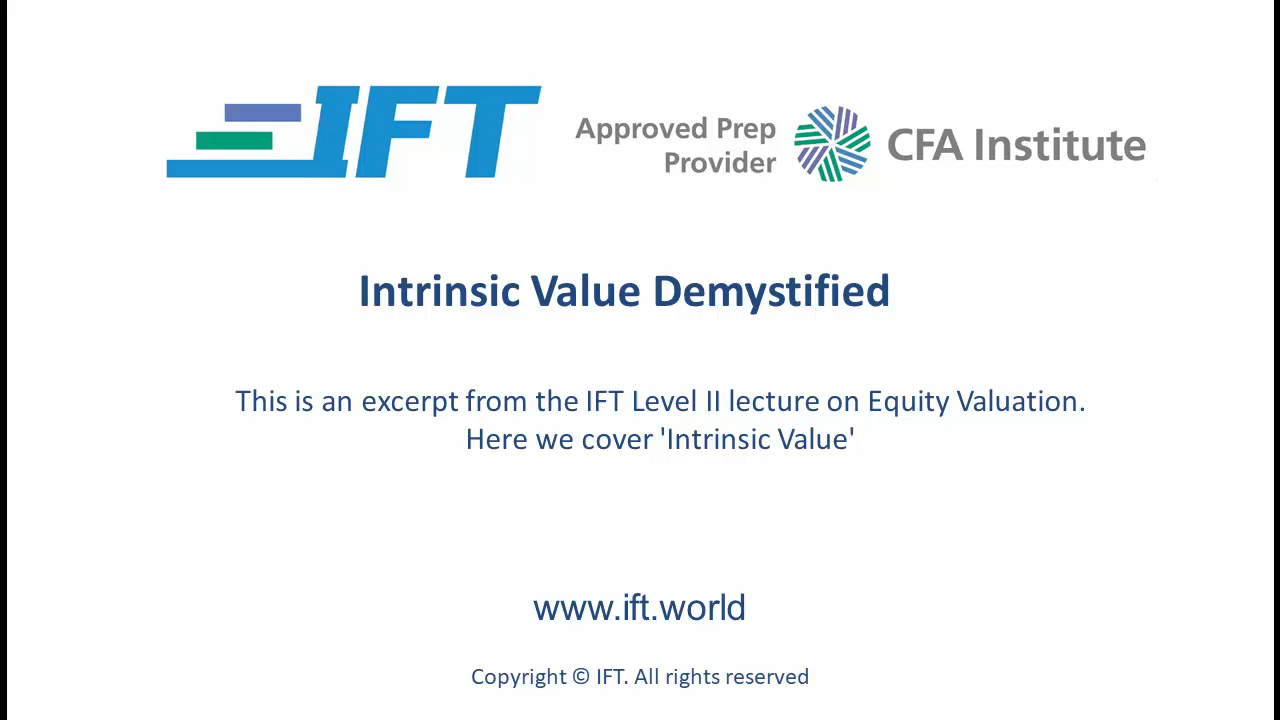 IFT
Approved Prep
Provider
CFA Institute
Intrinsic Value Demystified
This is an excerpt from the IFT Level II lecture on Equity Valuation.
Here we cover 'Intrinsic Value'
www.ift.world
Copyright © IFT. All rights reserved